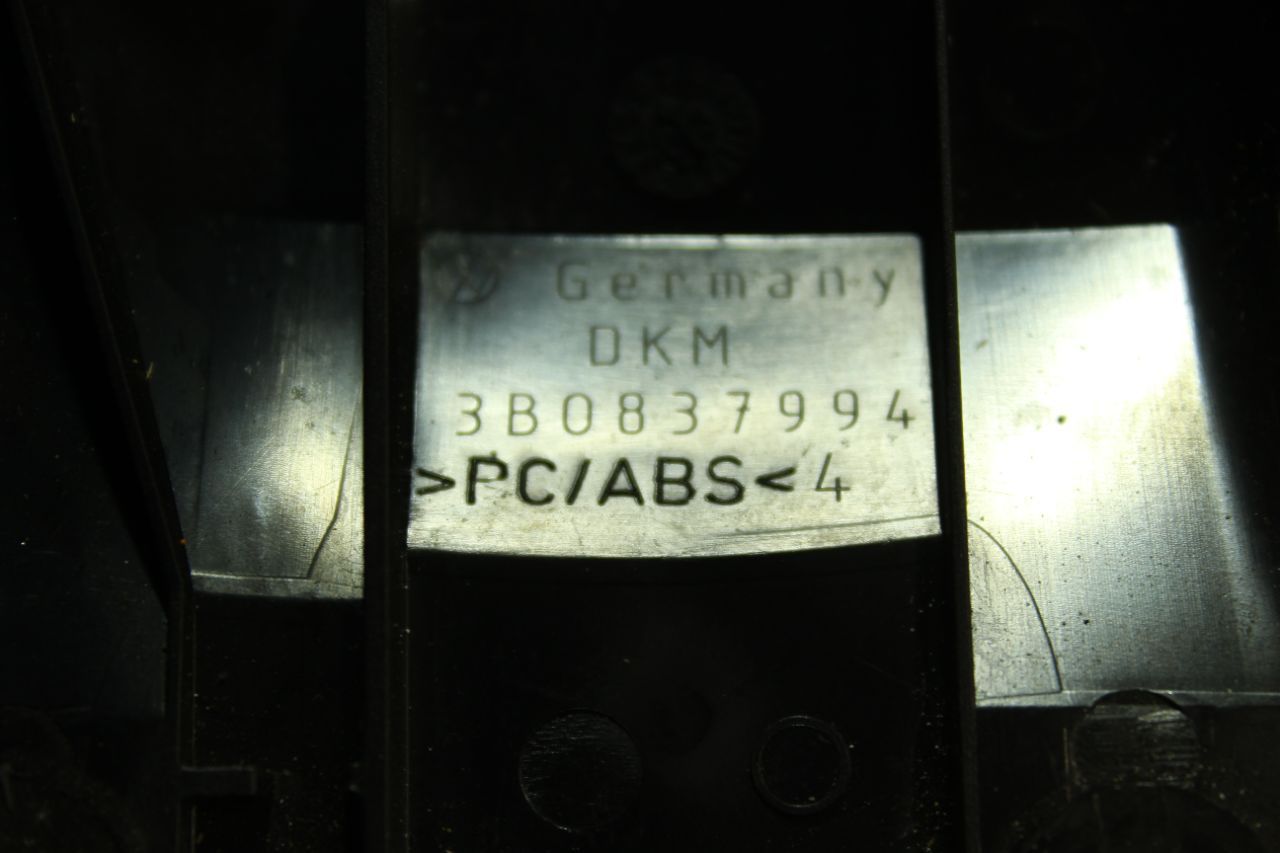 Germany
DKM
3B0837994
>PC/ABS<4